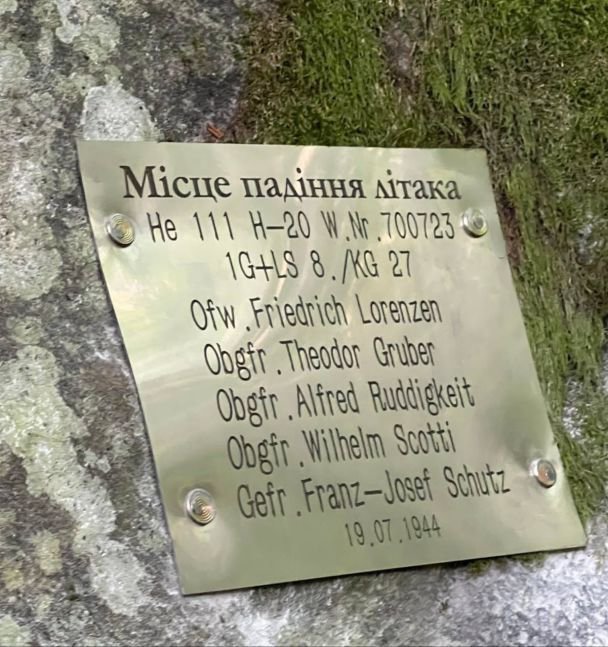 Місце падіння літака
He 111 H-20 W.Nr.700723
1G+LS 8./KG 27
Ofw.Friedrich Lorenzen
Obgfr.Theodor Gruber
Obgfr.Alfred Ruddigkeit
Obgfr.Wilhelm Scotti
Gefr.Franz-Josef Schutz
19.07.1944